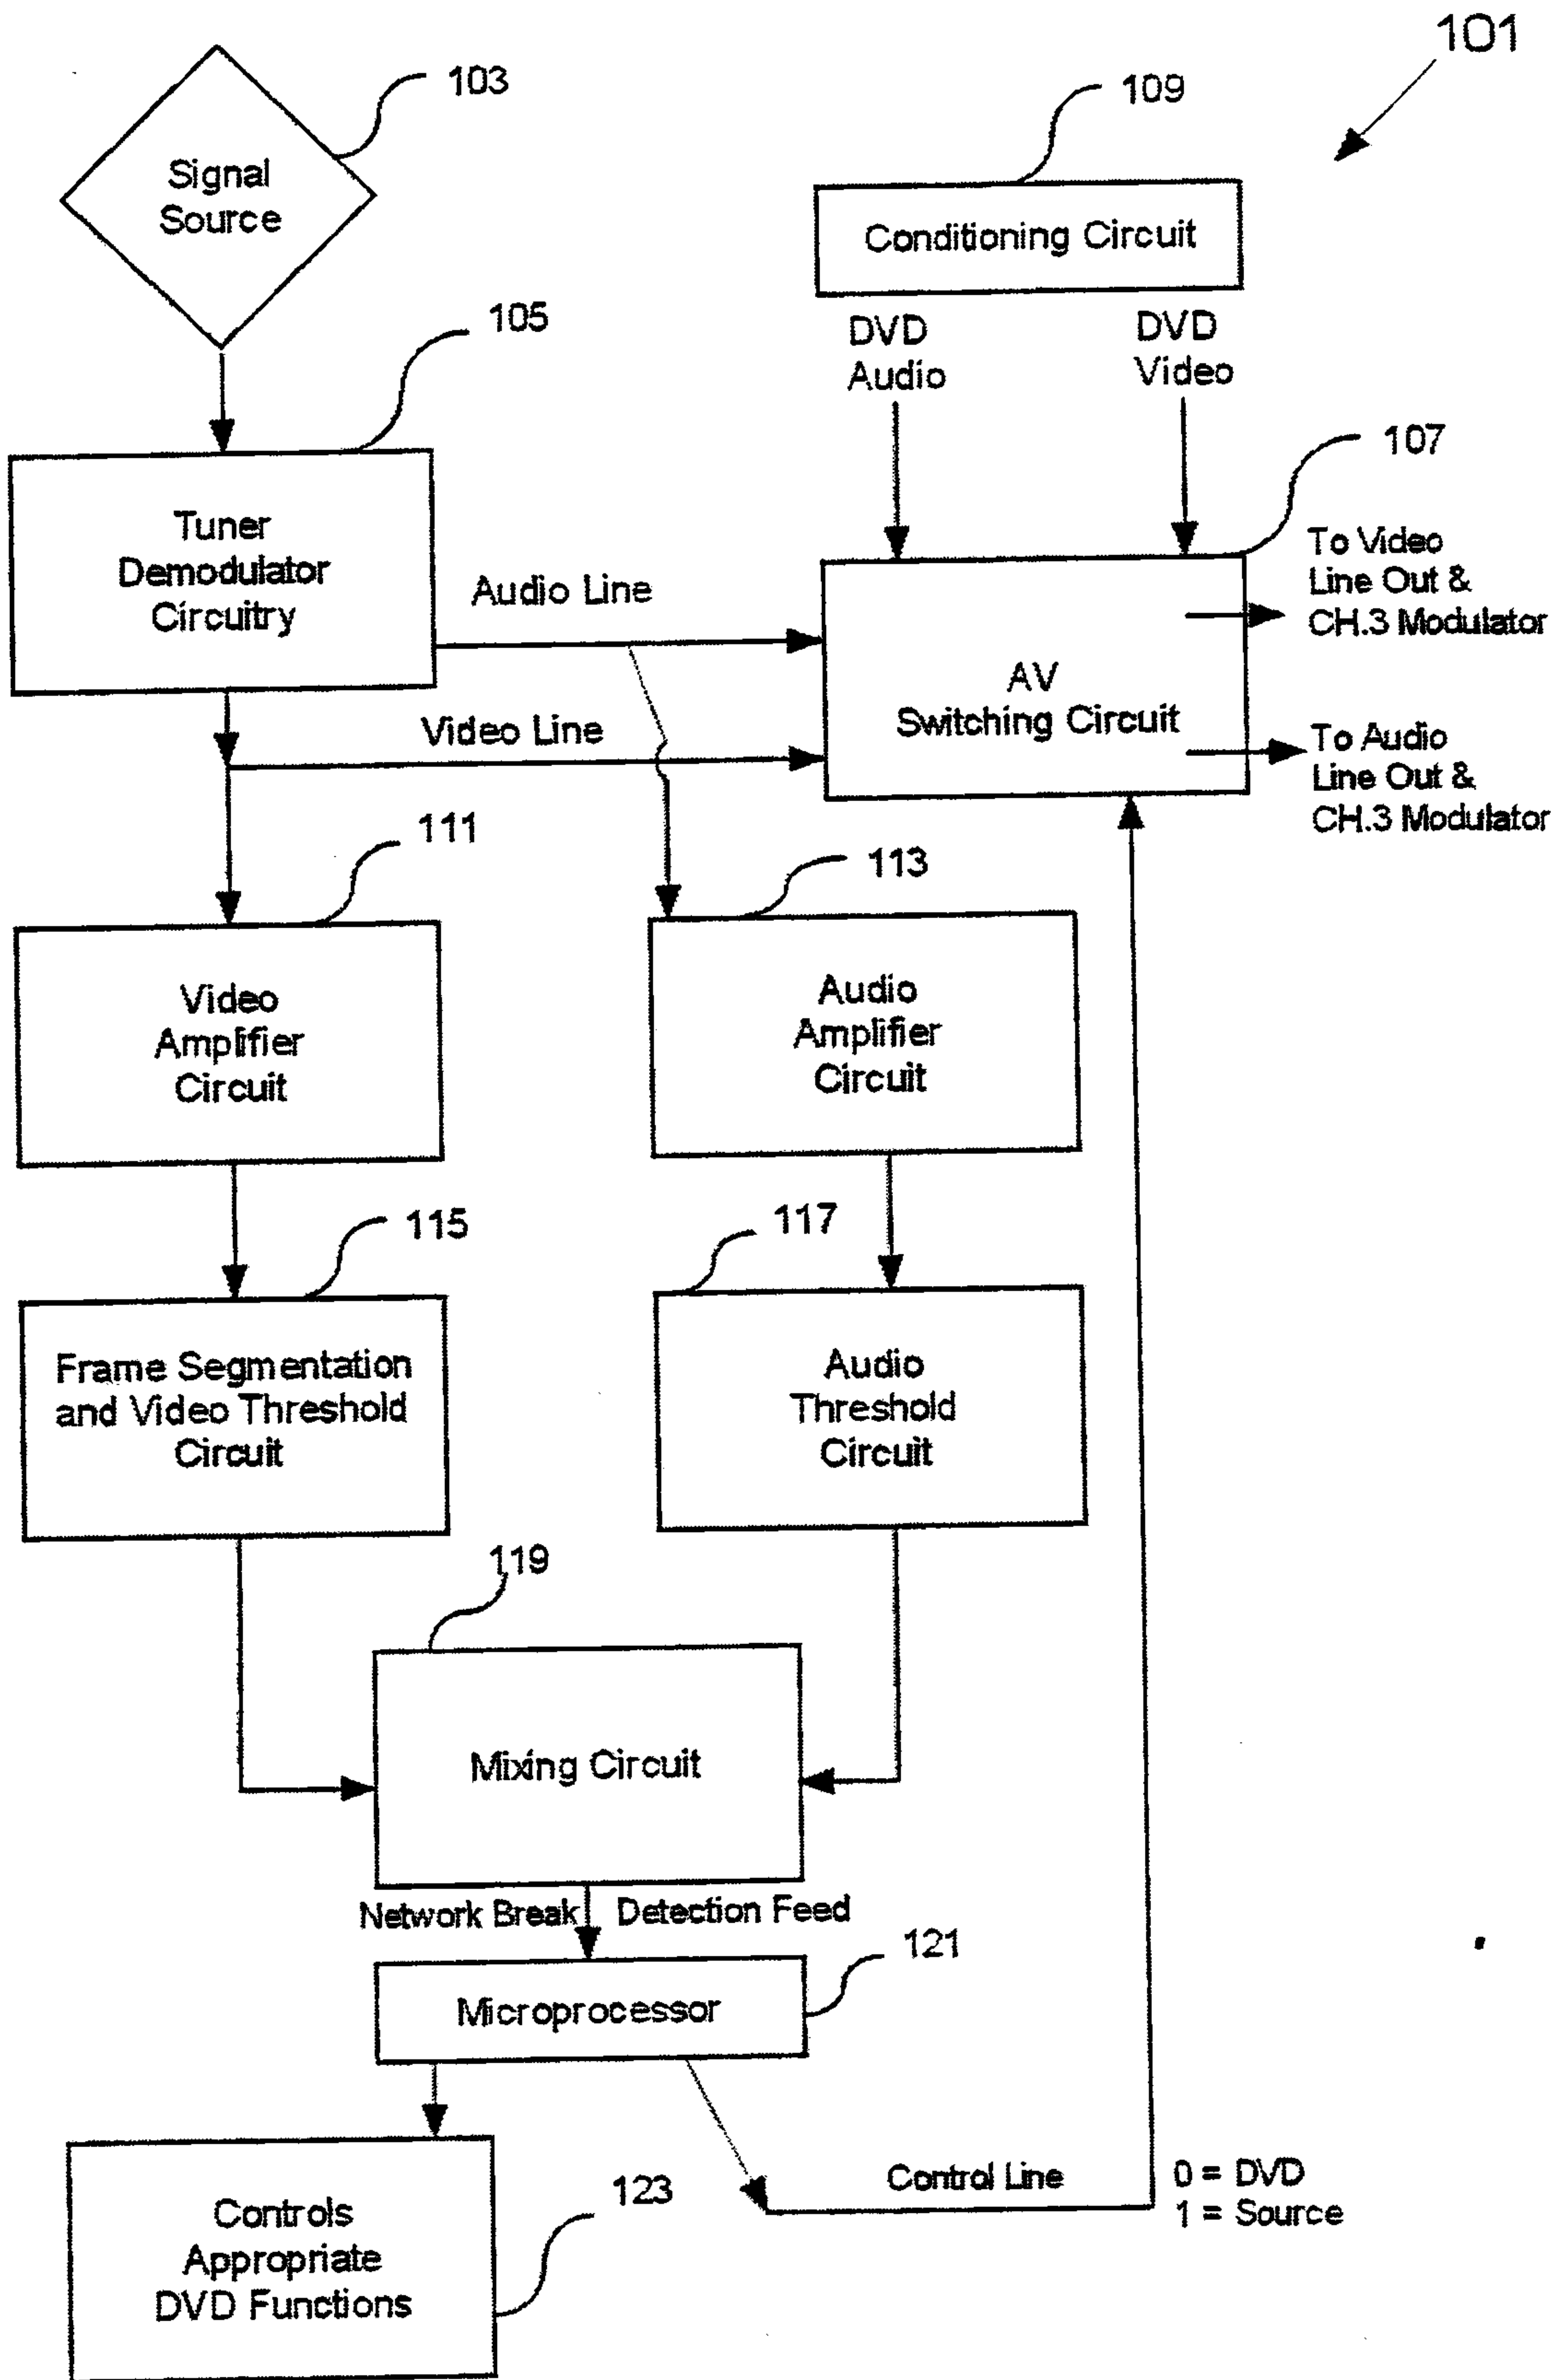 101
103
109
Signal
Source
Conditioning Circuit
105
DVD
Audio
DVD
Video
107
Tuner
Demodulator
Circuitry
Audio Line
To Video
Line Out &
CH.3 Modulator
AV
Switching Circuit
Video Line
To Audio
Line Out &
CH.3 Modulator
111
113
Video
Amplifier
Circuit
Audio
Amplifier
Circuit
115
117
Frame Segmentation
and Video Threshold
Circuit
Audio
Threshold
Circuit
119
Mixing Circuit
Network Break
Detection Feed
121
Microprocessor
Control Line
0 = DVD
1 = Source
123
Controls
Appropriate
DVD Functions